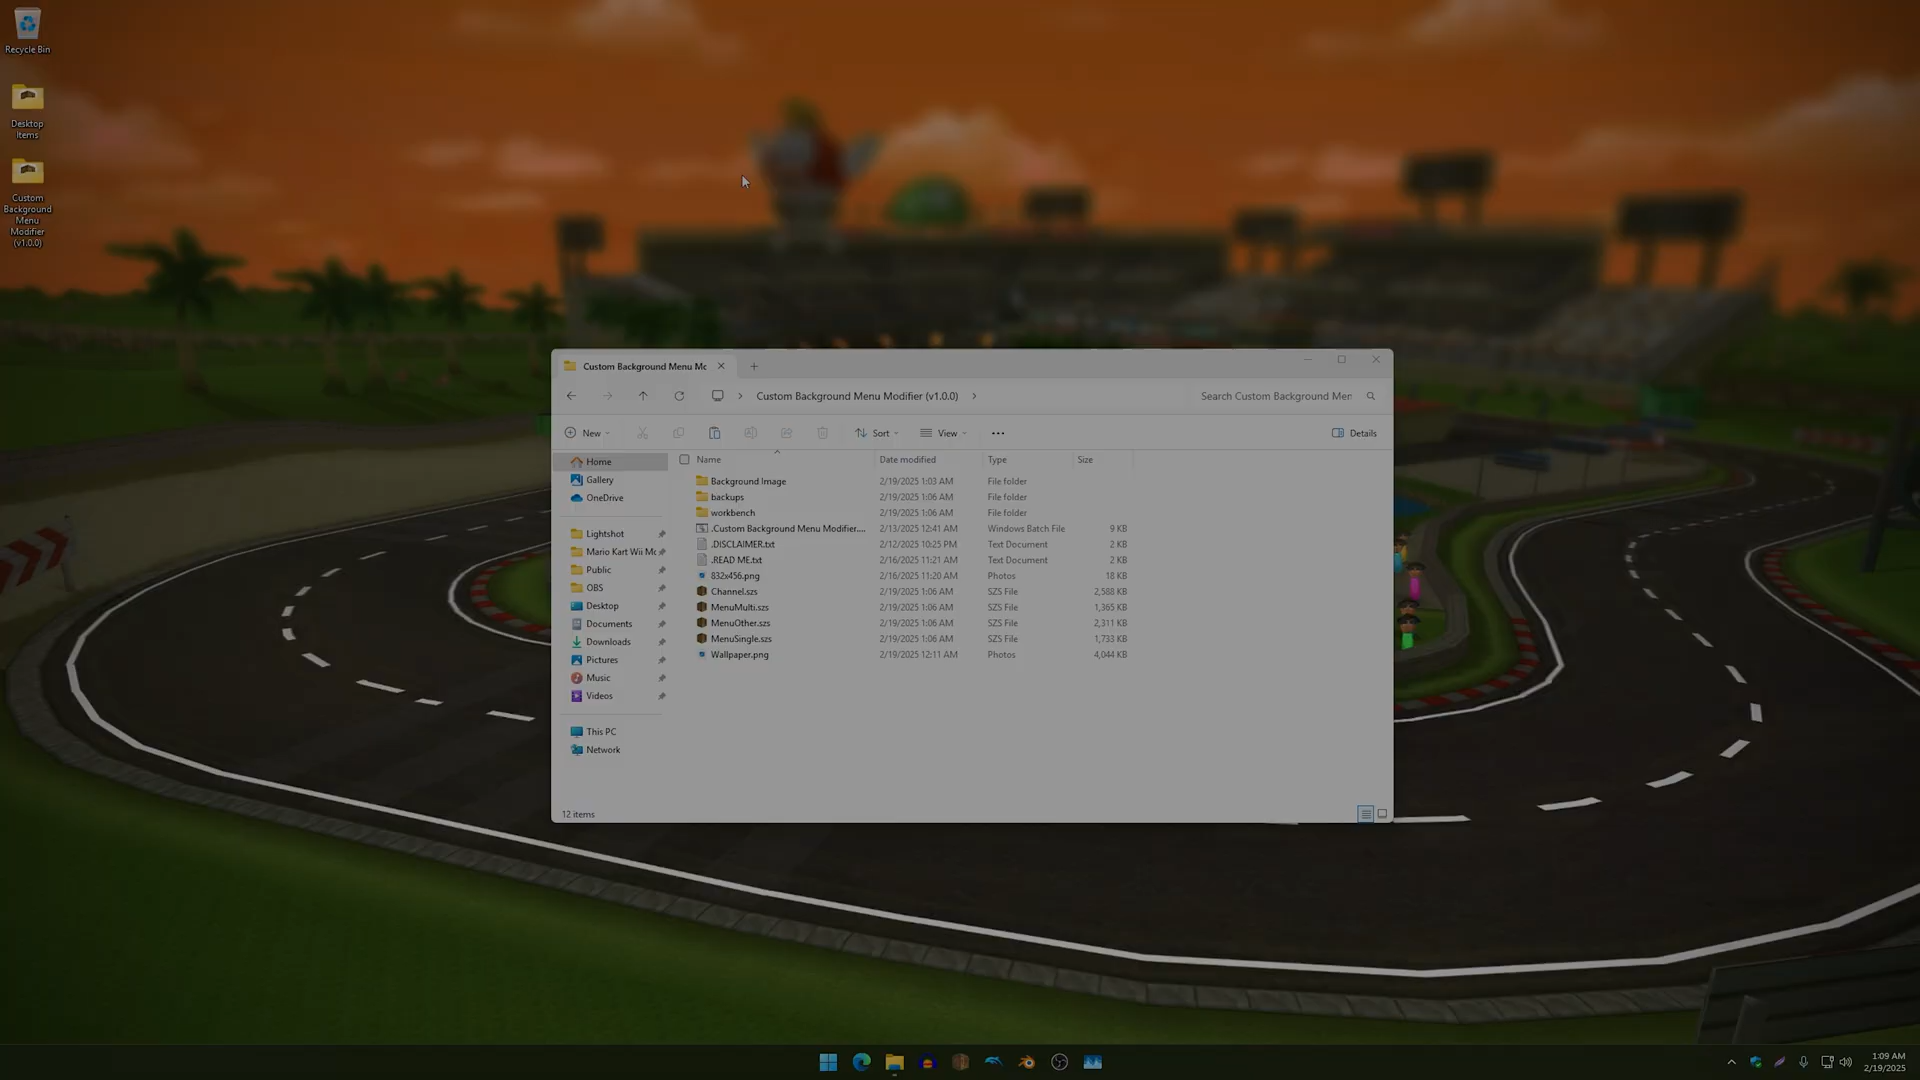 Recycle Bin
Desktop
Items
Custom
Background
Menu
Modifier
(v1.0.0)
Custom Background Menu Mc
Custom Background Menu Modifier (v1.0.0)
Search Custom Background Mer
New
Sort
View
Details
Home
Gallery
OneDrive
Lightshot
Mario Kart Wii Mc
Public
OBS
Desktop
Documents
Downloads
Pictures
Music
Videos
This PC
Network
Name Date modified Type Size
Background Image 2/19/2025 1:03 AM File folder
backups 2/19/2025 1:06 AM File folder
workbench 2/19/2025 1:06 AM File folder
.Custom Background Menu Modifier.... 2/13/2025 12:41 AM Windows Batch File 9 KB
.DISCLAIMER.txt 2/12/2025 10:25 PM Text Document 2 KB
.READ ME.txt 2/16/2025 11:21 AM Text Document 2 KB
832x456.png 2/16/2025 11:20 AM Photos 18 KB
Channel.szs 2/19/2025 1:06 AM SZS File 2,588 KB
MenuMulti.szs 2/19/2025 1:06 AM SZS File 1,365 KB
MenuOther.szs 2/19/2025 1:06 AM SZS File 2,311 KB
MenuSingle.szs 2/19/2025 1:06 AM SZS File 1,733 KB
Wallpaper.png 2/19/2025 12:11 AM Photos 4,044 KB
12 items
1:09 AM
2/19/2025